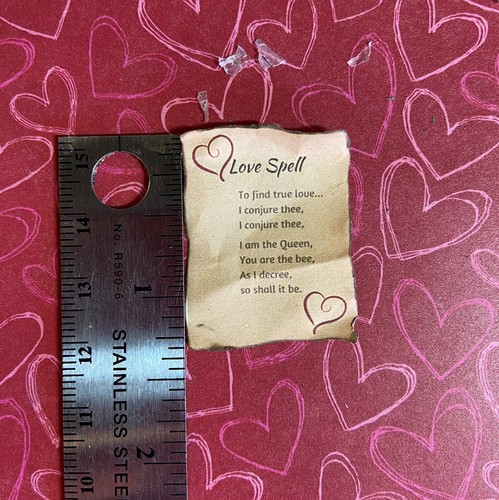 Love Spell
To find true love...
I conjure thee,
I conjure thee,
I am the Queen,
You are the bee,
As I decree,
so shall it be.
15
14
13
12
11
10
No. R590-6
1
STAINLESS STEE
2